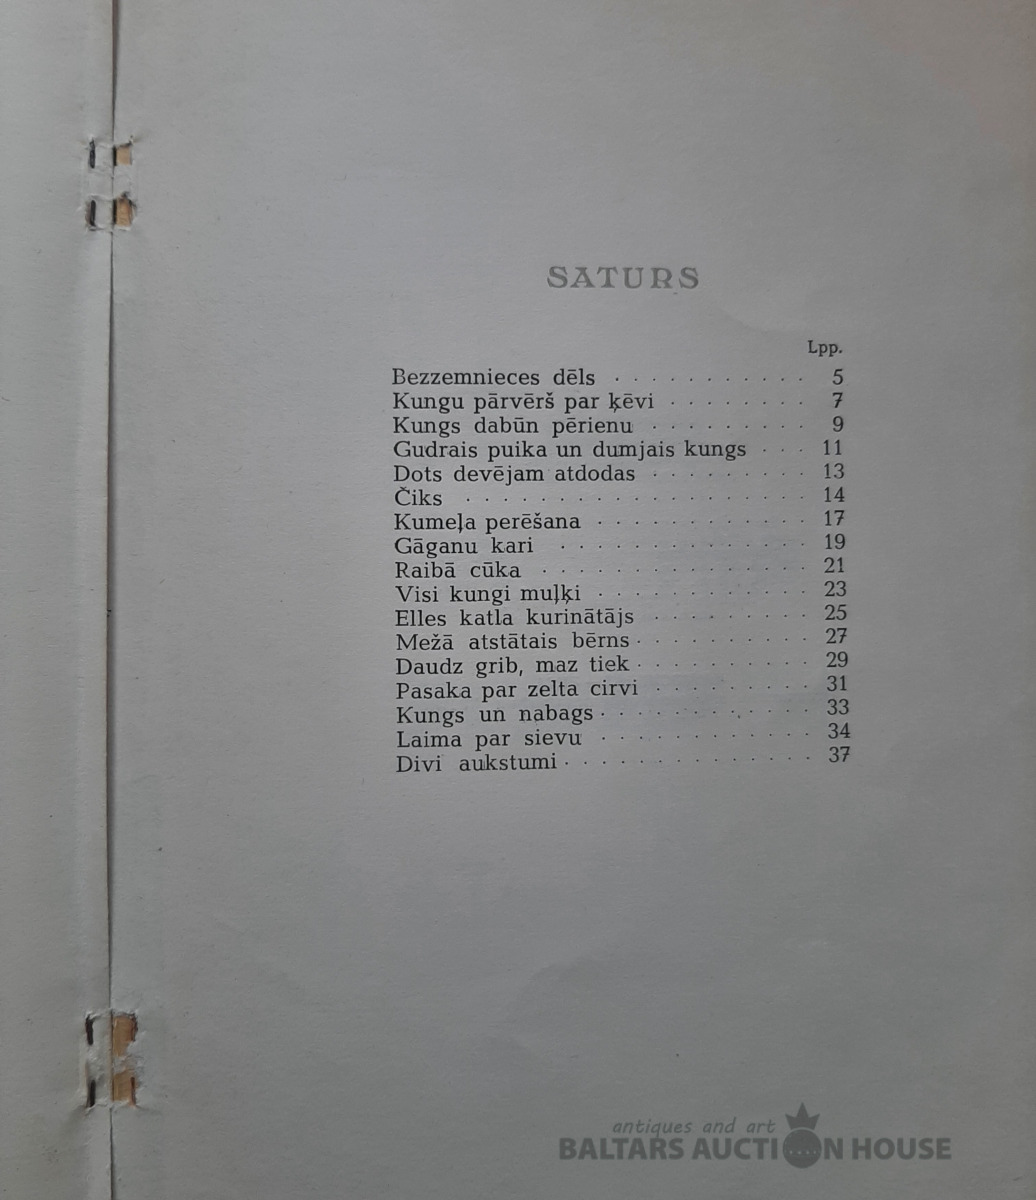 SATURS
Lpp.
Bezzemnieces dēls · · · · · · · · · · · 5
Kungu pārvērš par ķēvi · · · · · · · · 7
Kungs dabūn pērienu · · · · · · · · · 9
Gudrais puika un dumjais kungs · · · 11
Dots devējam atdodas · · · · · · · · · 13
Čiks · · · · · · · · · · · · · · · · · · · 14
Kumeļa perēšana · · · · · · · · · · · · 17
Gāganu kari · · · · · · · · · · · · · · 19
Raibā cūka · · · · · · · · · · · · · · · 21
Visi kungi muļķi · · · · · · · · · · · · 23
Elles katla kurinātājs · · · · · · · · · 25
Mežā atstātais bērns · · · · · · · · · · 27
Daudz grib, maz tiek · · · · · · · · · · 29
Pasaka par zelta cirvi · · · · · · · · · 31
Kungs un nabags · · · · · · · · · · · · 33
Laima par sievu · · · · · · · · · · · · 34
Divi aukstumi · · · · · · · · · · · · · · 37
antiques and art
BALTARS AUCTION HOUSE